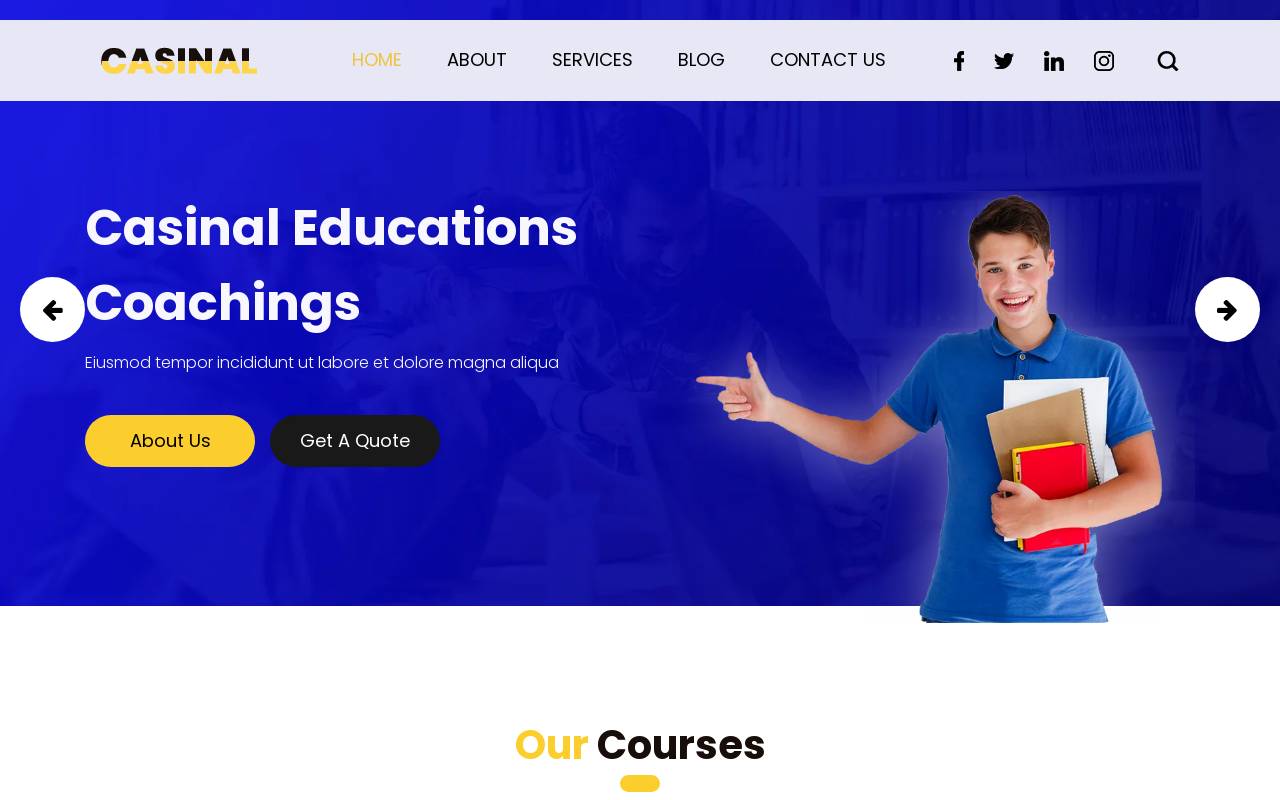 CASINAL
HOME
ABOUT
SERVICES
BLOG
CONTACT US
Casinal Educations
Coachings
Eiusmod tempor incididunt ut labore et dolore magna aliqua
About Us
Get A Quote
Our Courses